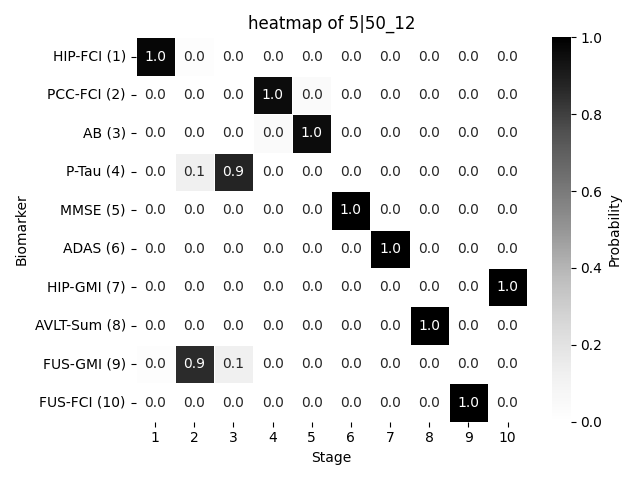 heatmap of 5|50_12
HIP-FCI (1) 1.0 0.0 0.0 0.0 0.0 0.0 0.0 0.0 0.0 0.0
PCC-FCI (2) 0.0 0.0 0.0 1.0 0.0 0.0 0.0 0.0 0.0 0.0
AB (3) 0.0 0.0 0.0 0.0 1.0 0.0 0.0 0.0 0.0 0.0
P-Tau (4) 0.0 0.1 0.9 0.0 0.0 0.0 0.0 0.0 0.0 0.0
MMSE (5) 0.0 0.0 0.0 0.0 0.0 1.0 0.0 0.0 0.0 0.0
ADAS (6) 0.0 0.0 0.0 0.0 0.0 0.0 1.0 0.0 0.0 0.0
HIP-GMI (7) 0.0 0.0 0.0 0.0 0.0 0.0 0.0 0.0 0.0 1.0
AVLT-Sum (8) 0.0 0.0 0.0 0.0 0.0 0.0 0.0 1.0 0.0 0.0
FUS-GMI (9) 0.0 0.9 0.1 0.0 0.0 0.0 0.0 0.0 0.0 0.0
FUS-FCI (10) 0.0 0.0 0.0 0.0 0.0 0.0 0.0 0.0 1.0 0.0
1 2 3 4 5 6 7 8 9 10
Stage
Biomarker
1.0
0.8
0.6
0.4
0.2
0.0
Probability